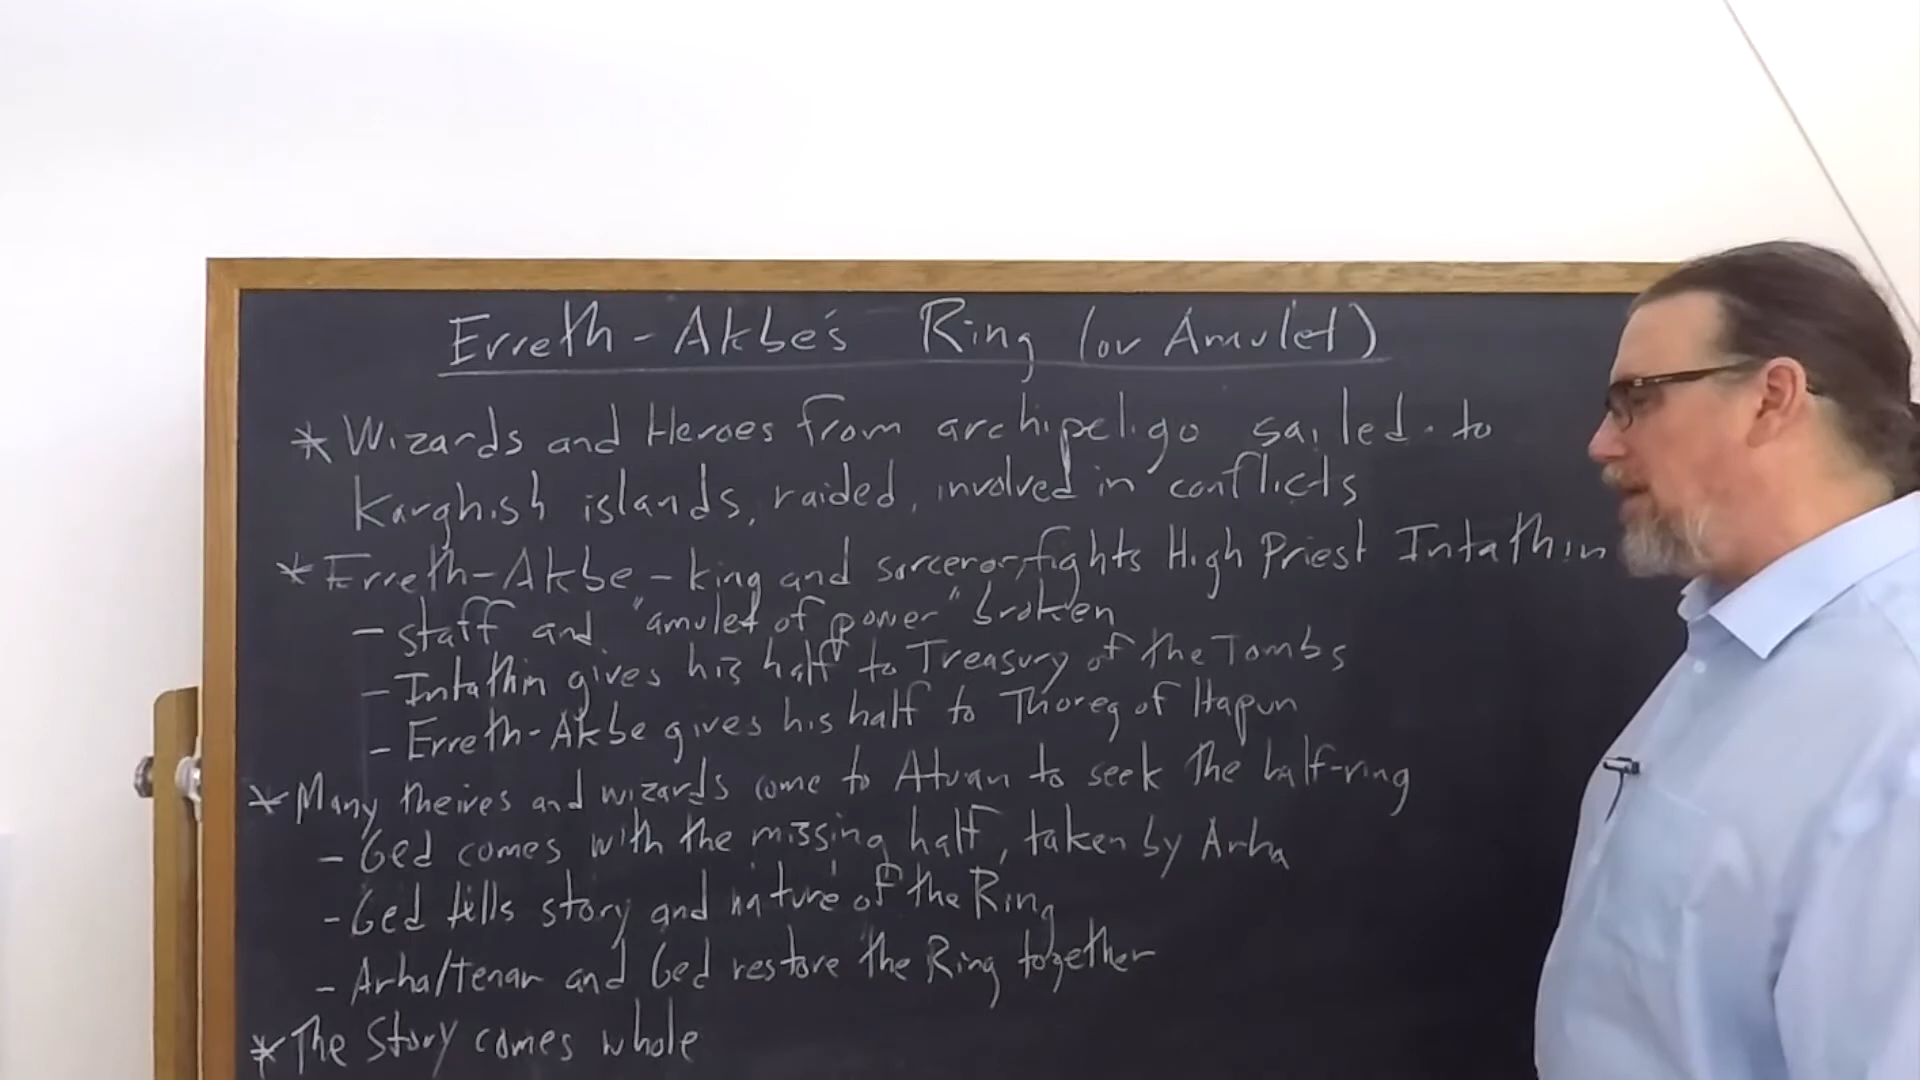 Erreth-Akbe's Ring (or Amulet)
* Wizards and Heroes from archipeligo sailed to
Karghish islands, raided, involved in conflicts
* Erreth-Akbe - king and sorceror, fights High Priest Intathin
- staff and "amulet of power" broken
- Intathin gives his half to Treasury of the Tombs
- Erreth-Akbe gives his half to Thoreg of Hapun
* Many theives and wizards come to Atuan to seek the half-ring
- Ged comes with the missing half, taken by Arha
- Ged tells story and nature of the Ring
- Arha/Tenar and Ged restore the Ring together
* The Story comes whole